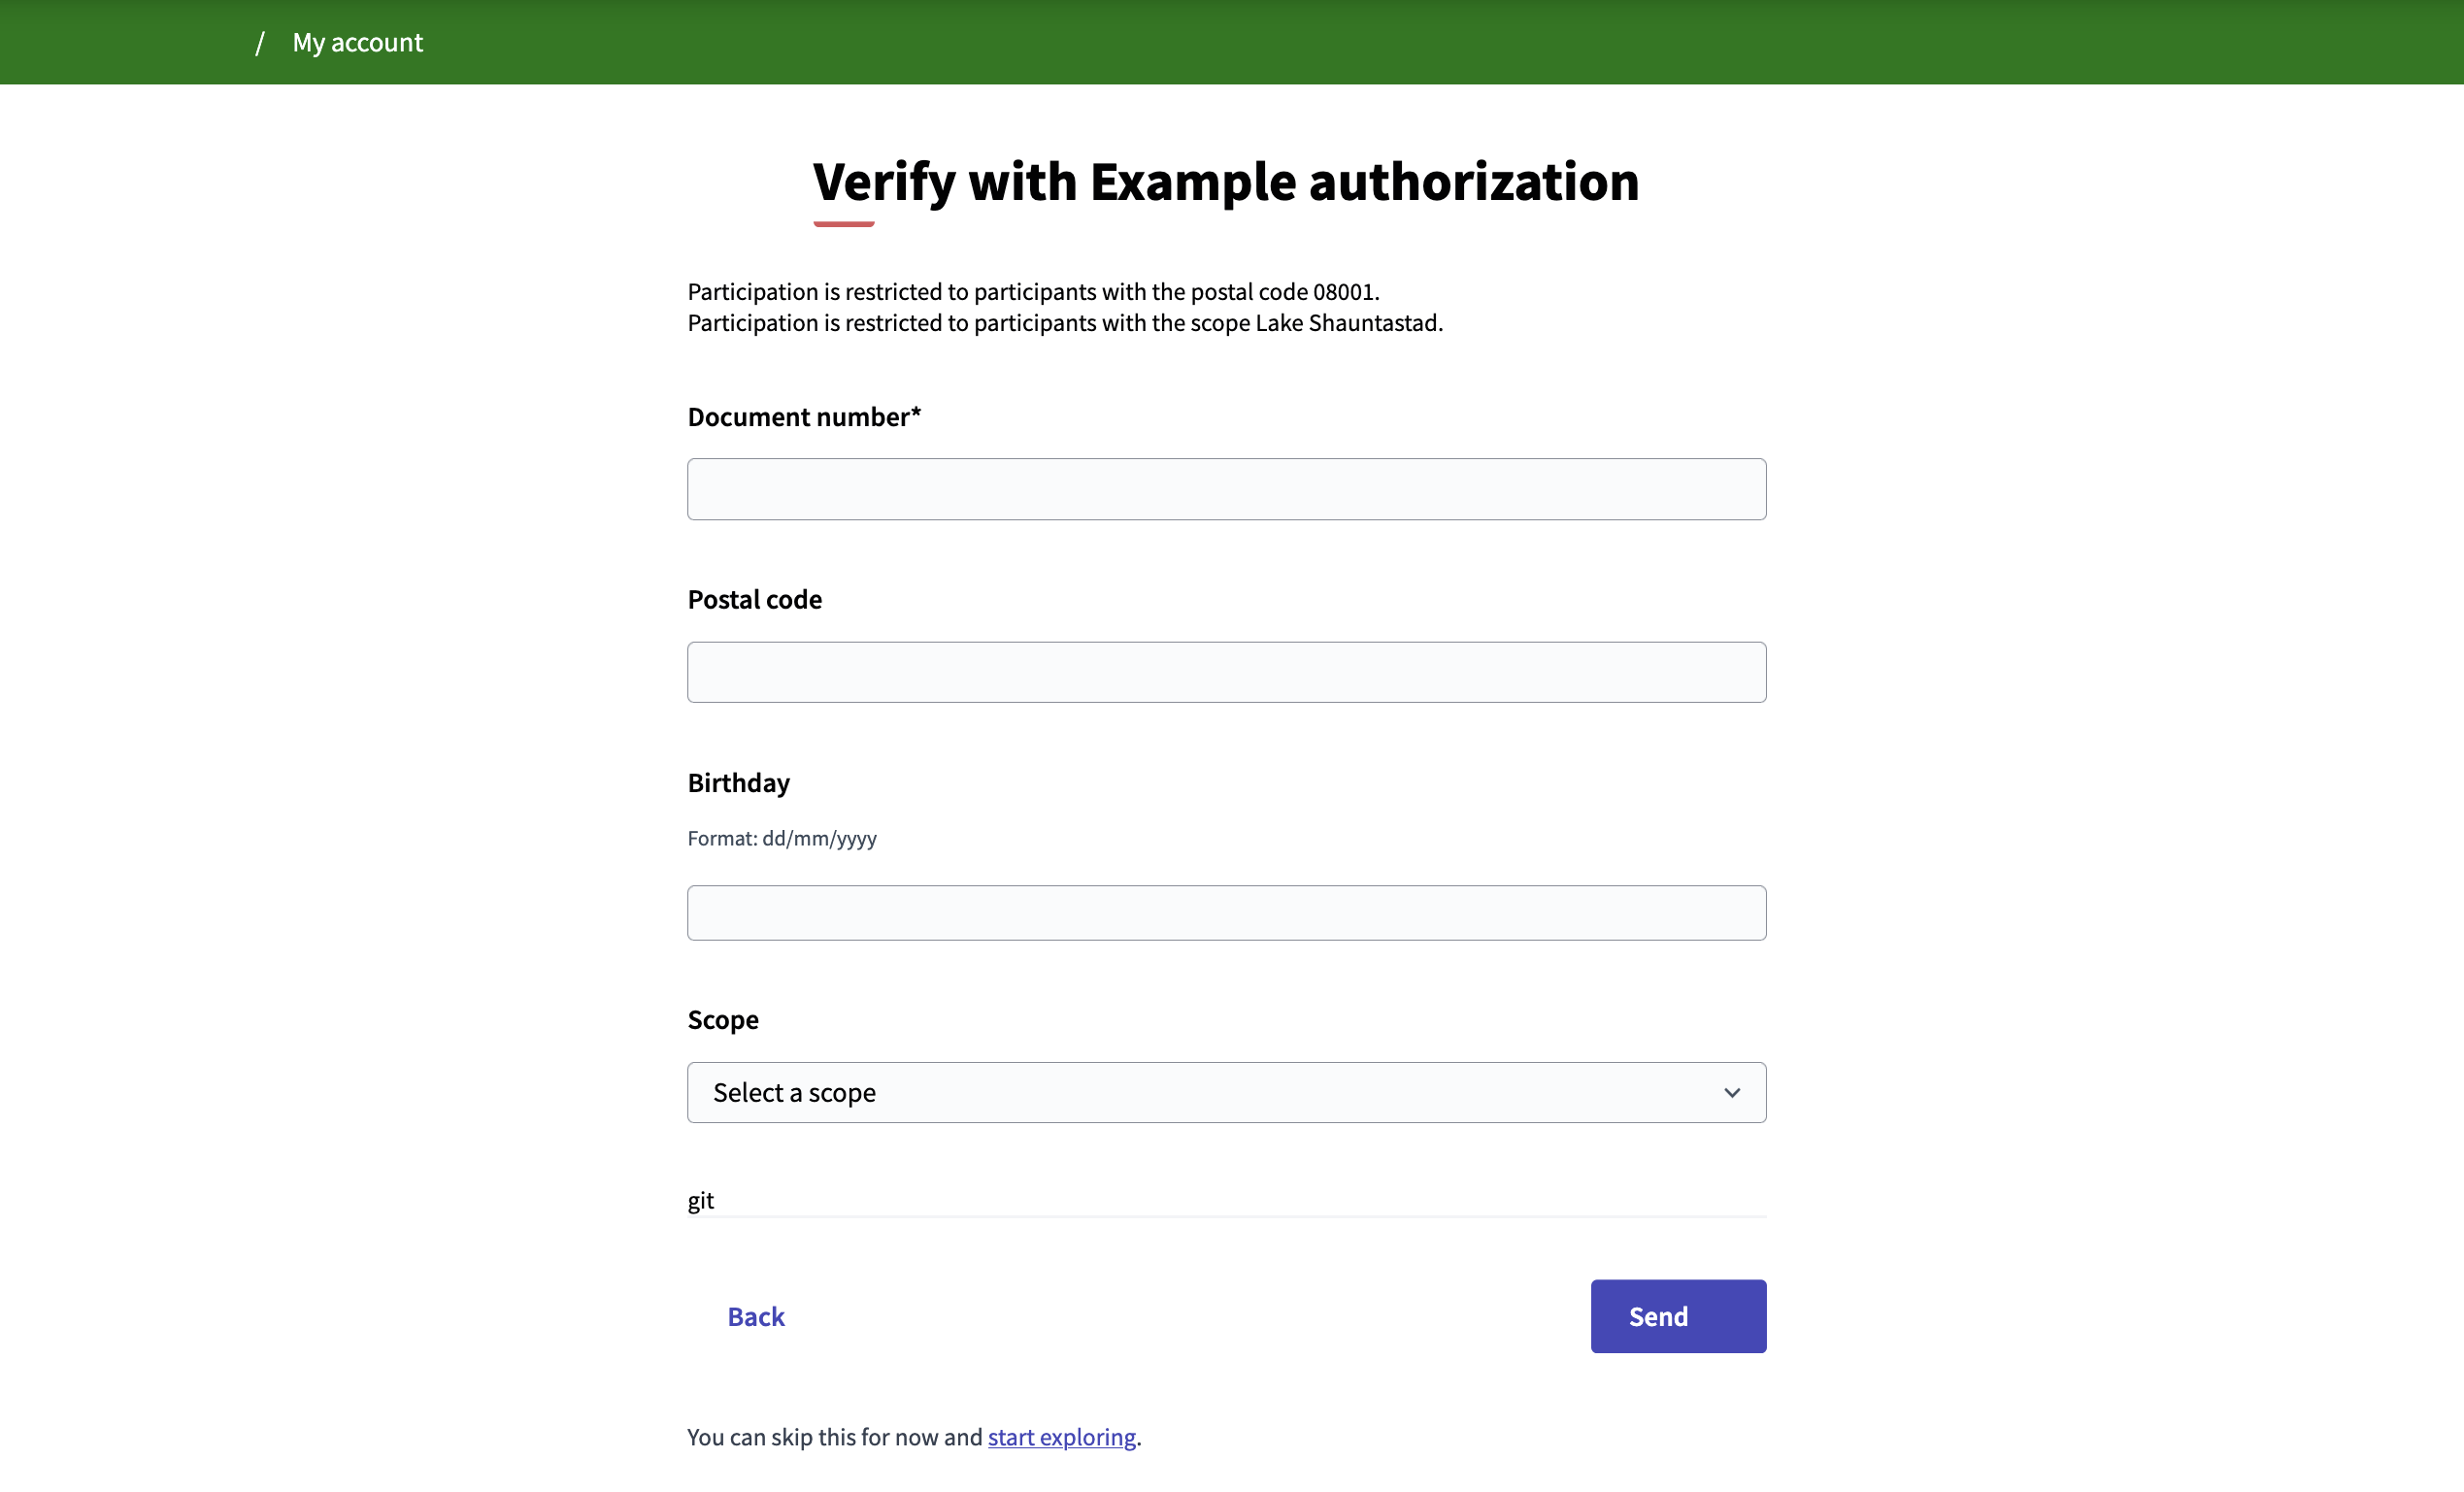 / My account
Verify with Example authorization
Participation is restricted to participants with the postal code 08001.
Participation is restricted to participants with the scope Lake Shauntastad.
Document number*
Postal code
Birthday
Format: dd/mm/yyyy
Scope
Select a scope
git
Back
Send
You can skip this for now and start exploring.